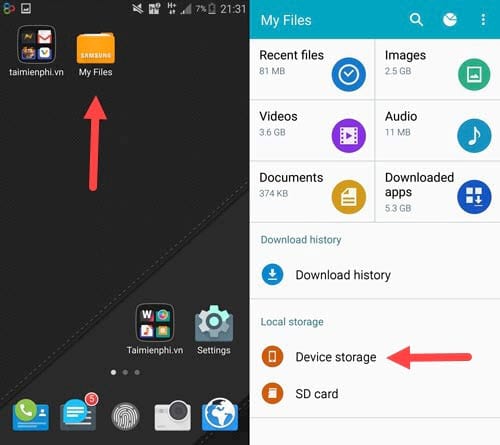 H+
7% 21:31
SAMSUNG
taimienphi.vn
My Files
W
Taimienphi.vn
Settings
5
My Files
Recent files
81 MB
Images
2.5 GB
Videos
3.6 GB
Audio
11 MB
Documents
374 KB
Downloaded
apps
5.3 GB
Download history
Download history
Local storage
Device storage
SD card